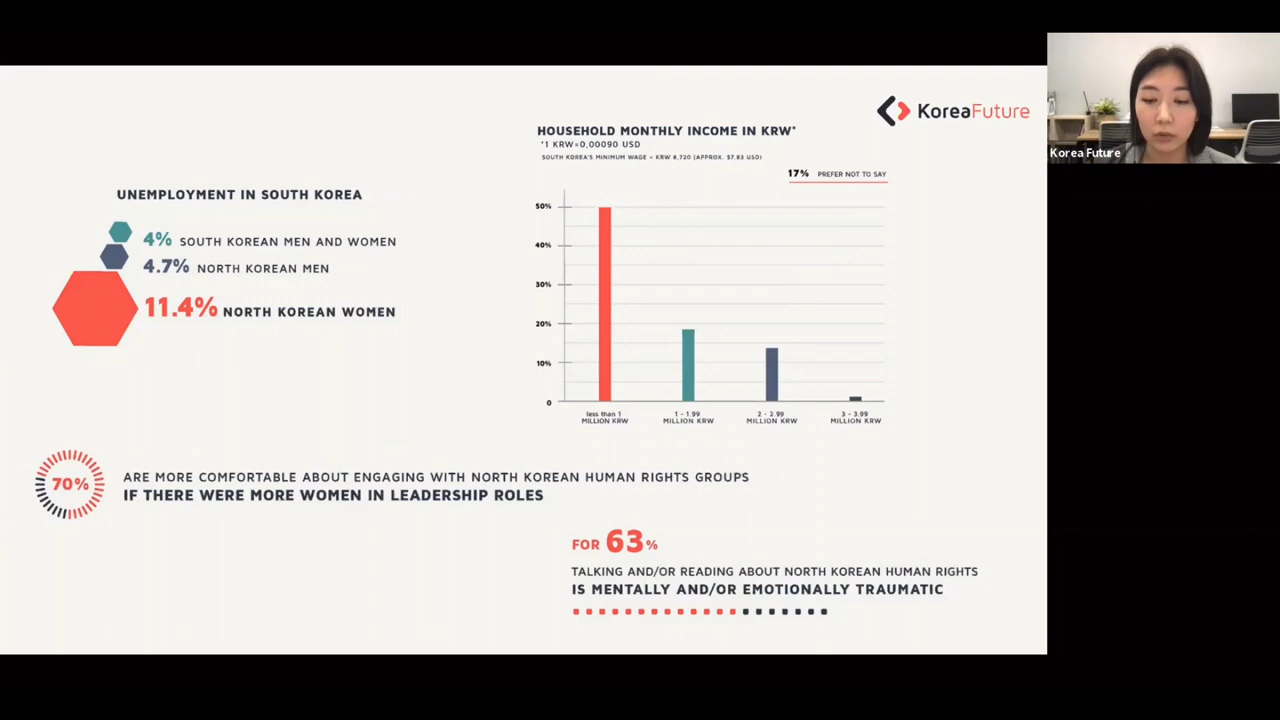 KoreaFuture
HOUSEHOLD MONTHLY INCOME IN KRW*
*1 KRW=0,00090 USD
SOUTH KOREA'S MINIMUM WAGE = KRW 8,720 (APPROX. $7.83 USD)
17% PREFER NOT TO SAY
50%
40%
30%
20%
10%
0
less than 1
MILLION KRW
1 - 1.99
MILLION KRW
2 - 2.99
MILLION KRW
3 - 3.99
MILLION KRW
UNEMPLOYMENT IN SOUTH KOREA
4% SOUTH KOREAN MEN AND WOMEN
4.7% NORTH KOREAN MEN
11.4% NORTH KOREAN WOMEN
70%
ARE MORE COMFORTABLE ABOUT ENGAGING WITH NORTH KOREAN HUMAN RIGHTS GROUPS
IF THERE WERE MORE WOMEN IN LEADERSHIP ROLES
FOR 63%
TALKING AND/OR READING ABOUT NORTH KOREAN HUMAN RIGHTS
IS MENTALLY AND/OR EMOTIONALLY TRAUMATIC
Korea Future